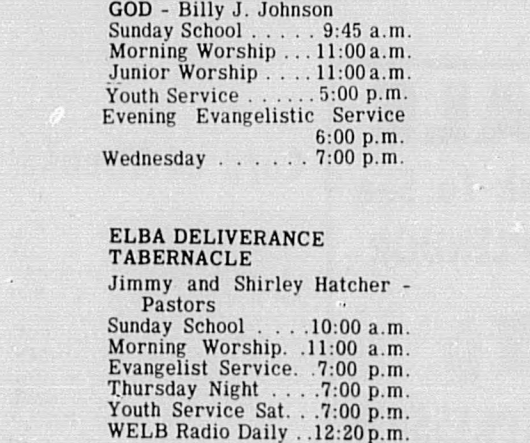 GOD - Billy J. Johnson
Sunday School . . . . . 9:45 a.m.
Morning Worship . . . 11:00 a.m.
Junior Worship . . . . 11:00 a.m.
Youth Service . . . . . . 5:00 p.m.
Evening Evangelistic Service
6:00 p.m.
Wednesday . . . . . . 7:00 p.m.
ELBA DELIVERANCE
TABERNACLE
Jimmy and Shirley Hatcher -
Pastors
Sunday School . . . .10:00 a.m.
Morning Worship. .11:00 a.m.
Evangelist Service. .7:00 p.m.
Thursday Night . . . .7:00 p.m.
Youth Service Sat. . .7:00 p.m.
WELB Radio Daily . .12:20 p.m.